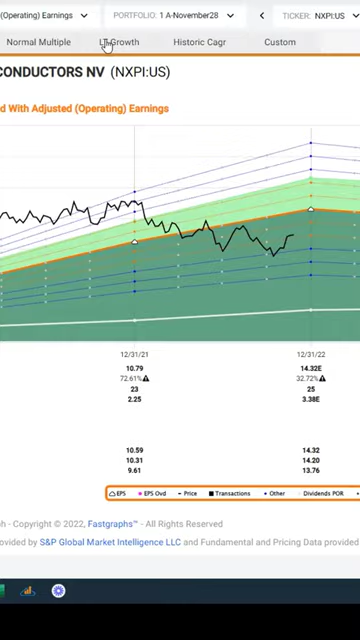 (Operating) Earnings PORTFOLIO: 1 A-November28 TICKER: NXPI:US
Normal Multiple LT Growth Historic Cagr Custom
CONDUCTORS NV (NXPI:US)
d With Adjusted (Operating) Earnings
12/31/21 12/31/22
10.79 14.32E
72.61% 32.72%
23 25
2.25 3.38E
10.59 14.32
10.31 14.20
9.61 13.76
EPS EPS Ovd Price Transactions Other Dividends POR
ph - Copyright © 2022, Fastgraphs™ - All Rights Reserved
ovided by S&P Global Market Intelligence LLC and Fundamental and Pricing Data provided